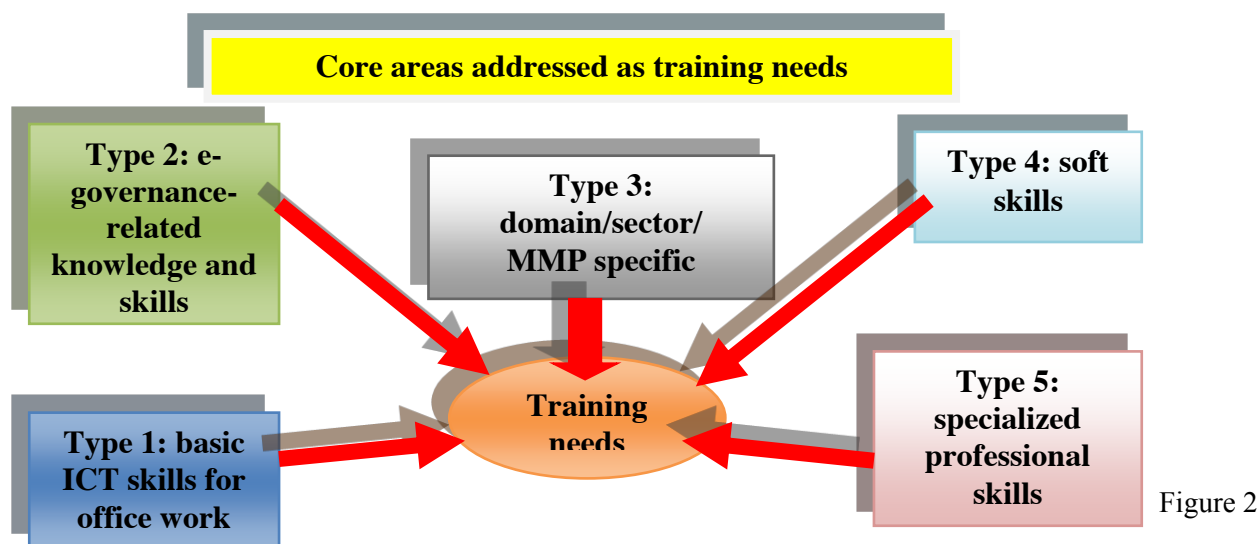 Core areas addressed as training needs
Type 2: e-
governance-
related
knowledge and
skills
Type 3:
domain/sector/
MMP specific
Type 4: soft
skills
Type 1: basic
ICT skills for
office work
Training
needs
Type 5:
specialized
professional
skills
Figure 2